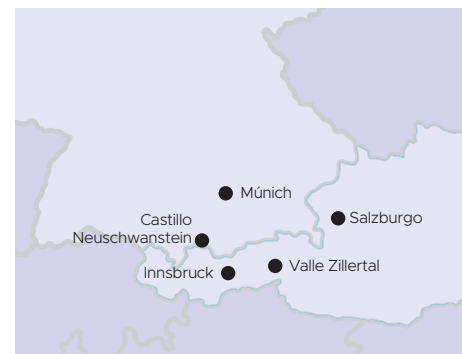 Múnich
Castillo
Neuschwanstein
Salzburgo
Innsbruck
Valle Zillertal